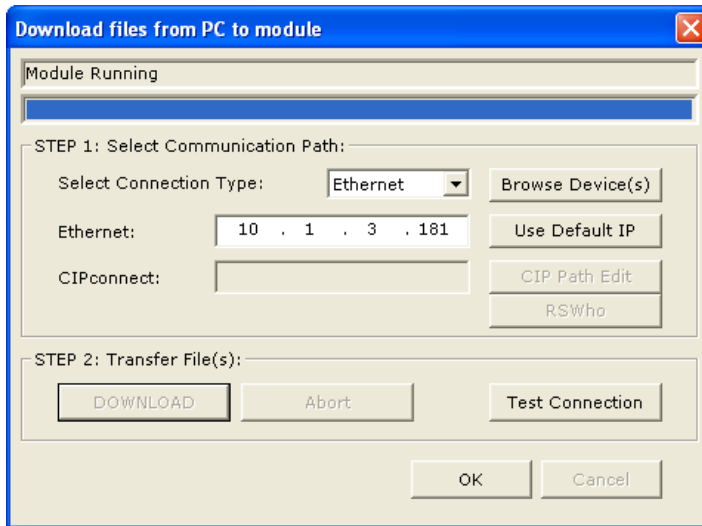 Download files from PC to module
Module Running
STEP 1: Select Communication Path:
Select Connection Type: Ethernet Browse Device(s)
Ethernet: 10 . 1 . 3 . 181 Use Default IP
CIPconnect: CIP Path Edit
RSWho
STEP 2: Transfer File(s):
DOWNLOAD Abort Test Connection
OK Cancel